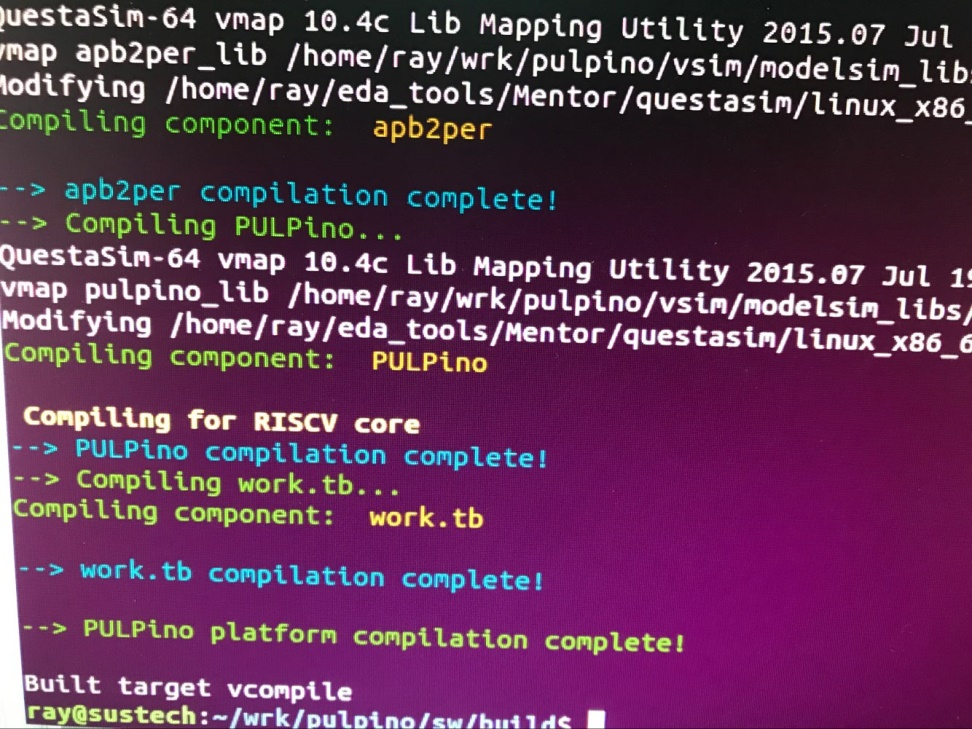 QuestaSim-64 vmap 10.4c Lib Mapping Utility 2015.07 Jul
vmap apb2per_lib /home/ray/wrk/pulpino/vsim/modelsim_libs
Modifying /home/ray/eda_tools/Mentor/questasim/linux_x86_
Compiling component: apb2per
--> apb2per compilation complete!
--> Compiling PULPino...
QuestaSim-64 vmap 10.4c Lib Mapping Utility 2015.07 Jul 19
vmap pulpino_lib /home/ray/wrk/pulpino/vsim/modelsim_libs/
Modifying /home/ray/eda_tools/Mentor/questasim/linux_x86_6
Compiling component: PULPino
Compiling for RISCV core
--> PULPino compilation complete!
--> Compiling work.tb...
Compiling component: work.tb
--> work.tb compilation complete!
--> PULPino platform compilation complete!
Built target vcompile
ray@sustech:~/wrk/pulpino/sw/build$